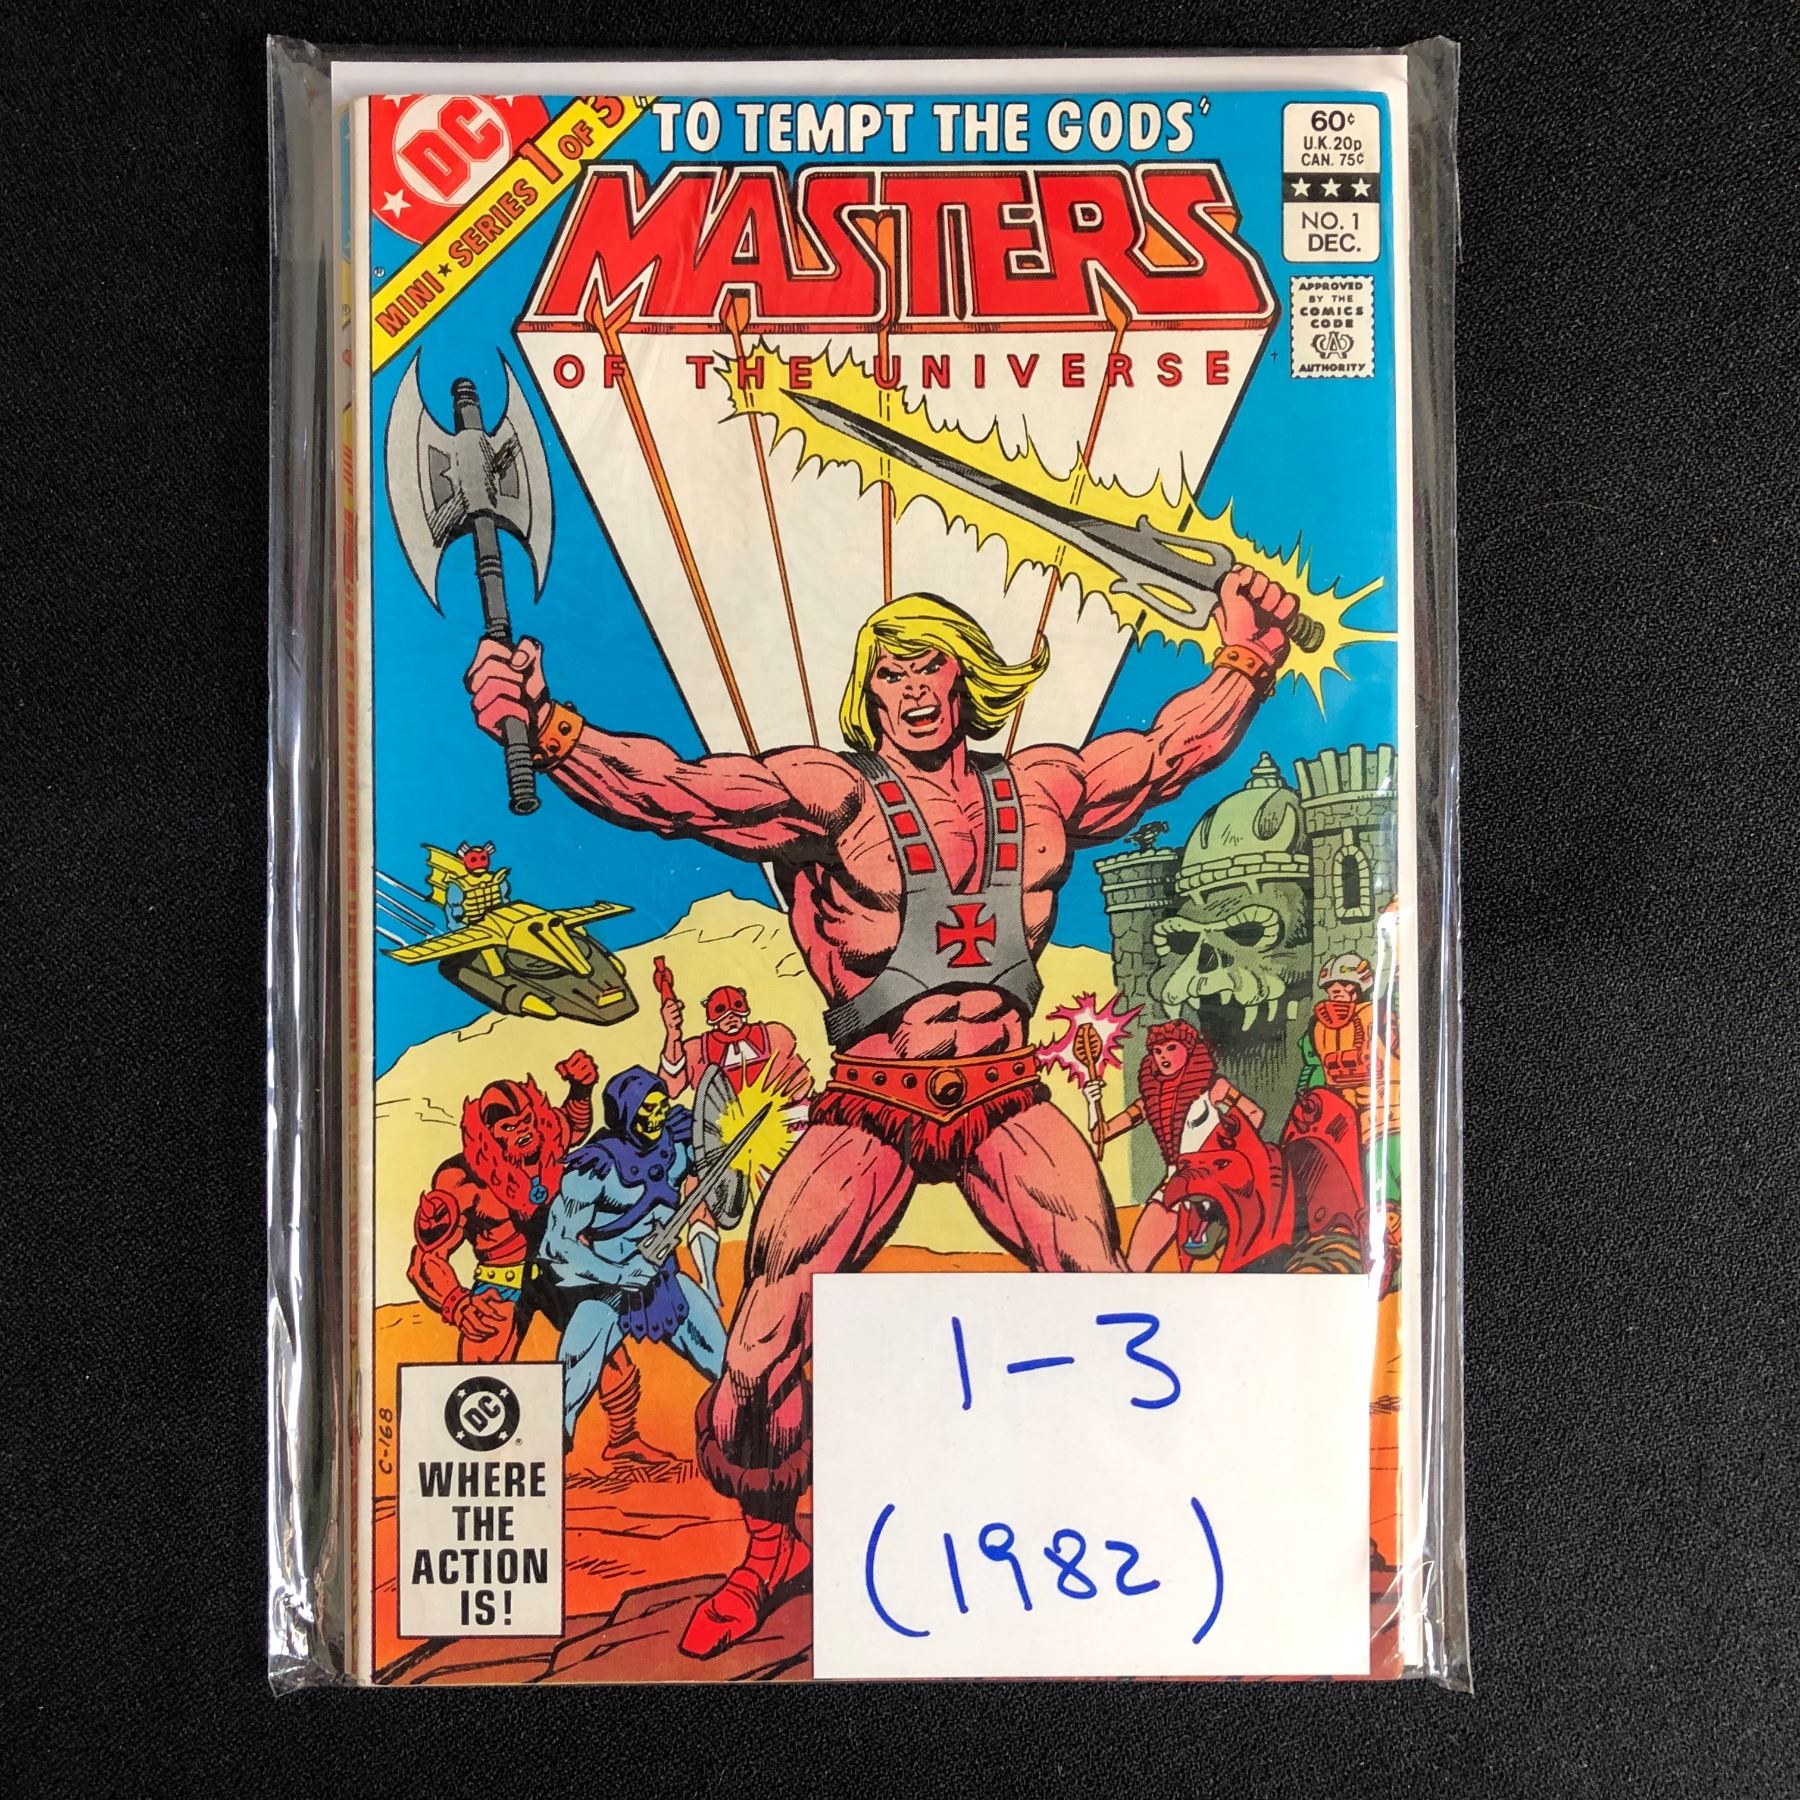 DC
MINI ★ SERIES 1 OF 3
"TO TEMPT THE GODS"
MASTERS
OF THE UNIVERSE
60¢
U.K. 20p
CAN. 75¢
★ ★ ★
NO. 1
DEC.
APPROVED
BY THE
COMICS
CODE
CA
AUTHORITY
C-168
DC
WHERE
THE
ACTION
IS!
1-3
(1982)